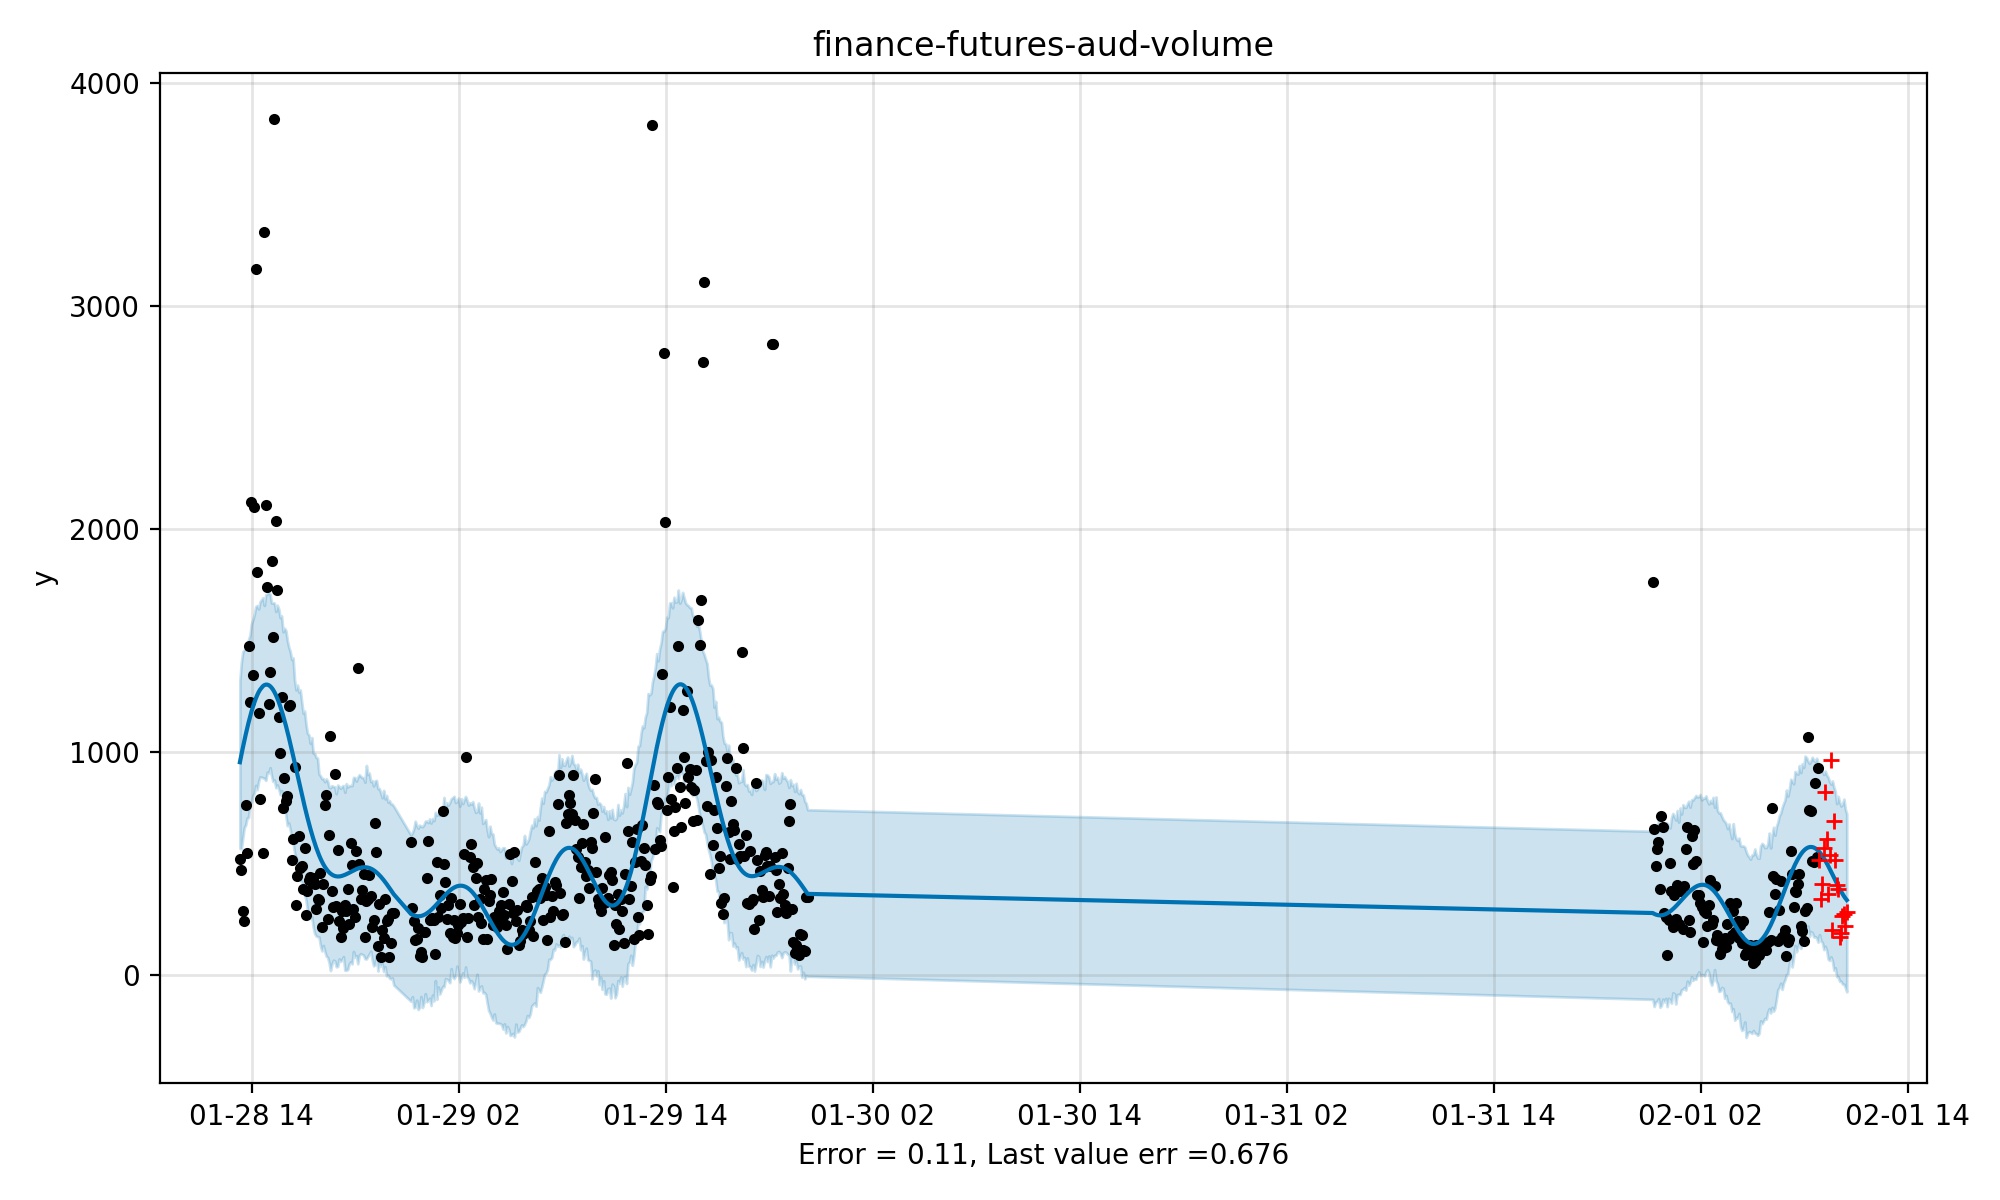 finance-futures-aud-volume
4000
3000
2000
1000
0
y
01-28 14 01-29 02 01-29 14 01-30 02 01-30 14 01-31 02 01-31 14 02-01 02 02-01 14
Error = 0.11, Last value err =0.676